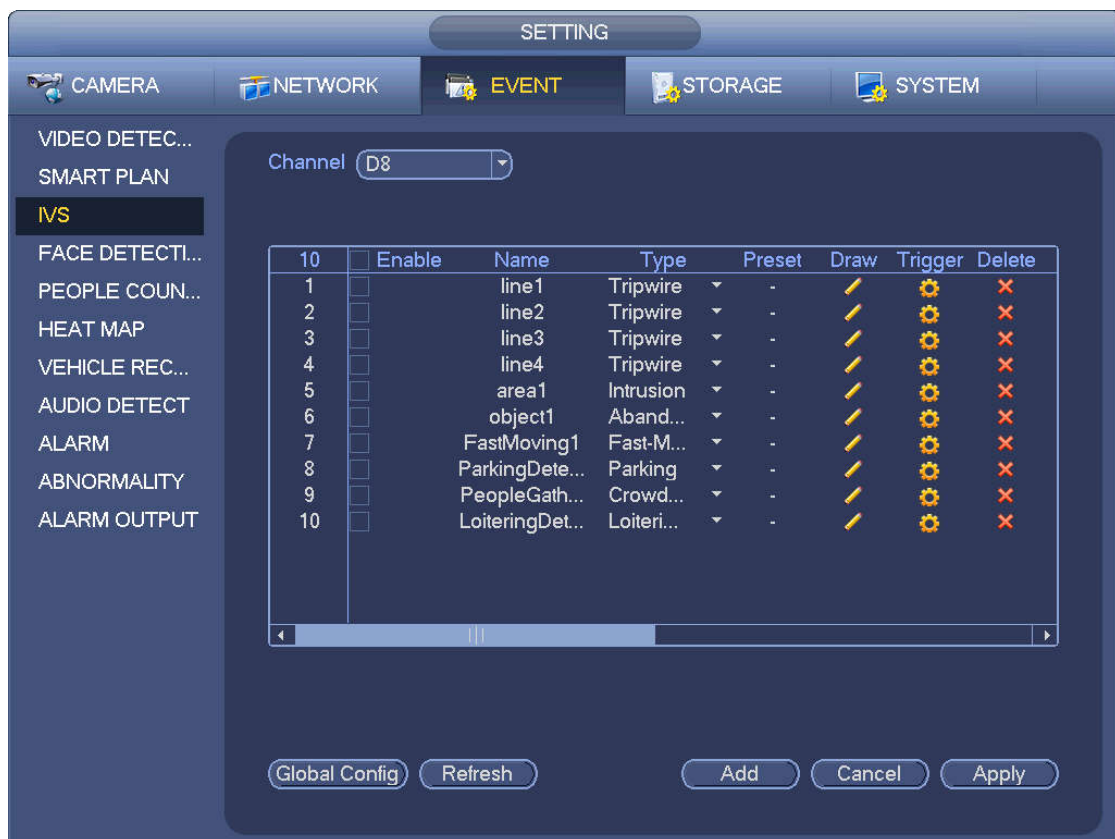 SETTING
CAMERA NETWORK EVENT STORAGE SYSTEM
VIDEO DETEC...
SMART PLAN
IVS
FACE DETECTI...
PEOPLE COUN...
HEAT MAP
VEHICLE REC...
AUDIO DETECT
ALARM
ABNORMALITY
ALARM OUTPUT
Channel D8
10 Enable Name Type Preset Draw Trigger Delete
1 line1 Tripwire -
2 line2 Tripwire -
3 line3 Tripwire -
4 line4 Tripwire -
5 area1 Intrusion -
6 object1 Aband... -
7 FastMoving1 Fast-M... -
8 ParkingDete... Parking -
9 PeopleGath... Crowd... -
10 LoiteringDet... Loiteri... -
Global Config Refresh Add Cancel Apply